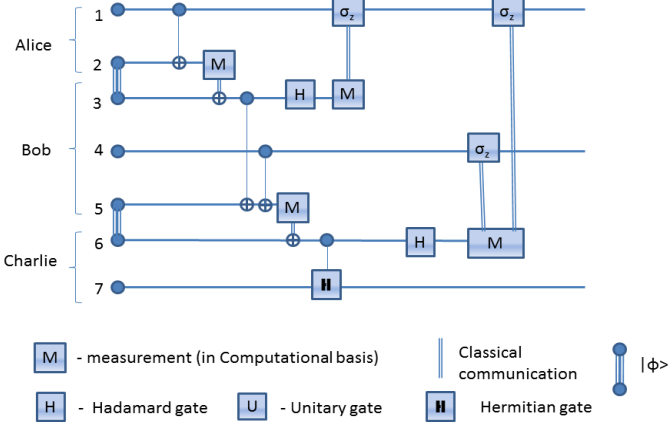 1
σz
σz
Alice
2
M
3
H
M
Bob
4
σz
5
M
6
H
M
Charlie
7
H
M - measurement (in Computational basis)
Classical
communication
|ϕ>
H - Hadamard gate
U - Unitary gate
H Hermitian gate